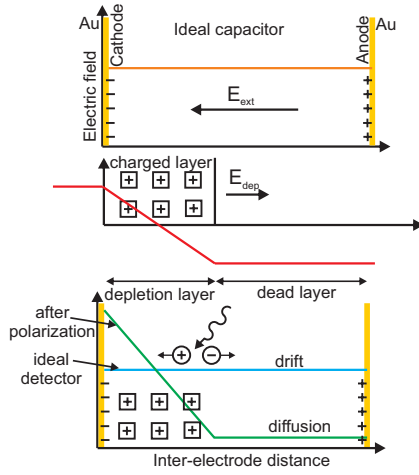 Au
Cathode
Ideal capacitor
Anode
Au
Electric field
E_ext
- - - - -
+ + + + +
charged layer
E_dep
+ + +
+ + +
depletion layer
dead layer
after
polarization
+ -
ideal
detector
drift
+ + +
+ + +
diffusion
- - - - -
+ + + + +
Inter-electrode distance